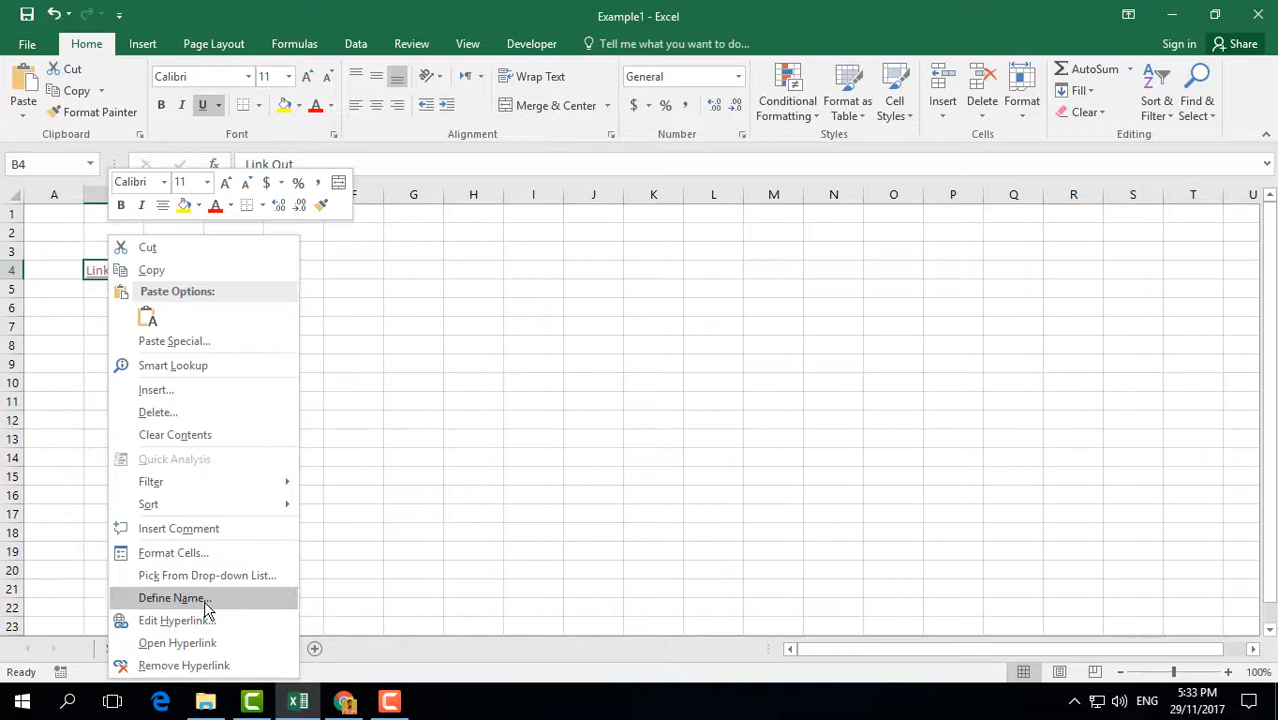 Example1 - Excel
File Home Insert Page Layout Formulas Data Review View Developer Tell me what you want to do... Sign in Share
Paste
Cut
Copy
Format Painter
Clipboard
Calibri 11
B I U
Font
Wrap Text
Merge & Center
Alignment
General
$ % ,
Number
Conditional Formatting
Format as Table
Cell Styles
Styles
Insert Delete Format
Cells
AutoSum
Fill
Clear
Sort & Filter
Find & Select
Editing
B4 fx Link Out
Calibri 11 $ % ,
B I A
A F G H I J K L M N O P Q R S T U
1
2
3
4 Link
5
6
7
8
9
10
11
12
13
14
15
16
17
18
19
20
21
22
23
Cut
Copy
Paste Options:
Paste Special...
Smart Lookup
Insert...
Delete...
Clear Contents
Quick Analysis
Filter
Sort
Insert Comment
Format Cells...
Pick From Drop-down List...
Define Name...
Edit Hyperlink...
Open Hyperlink
Remove Hyperlink
Ready
100%
ENG
5:33 PM
29/11/2017